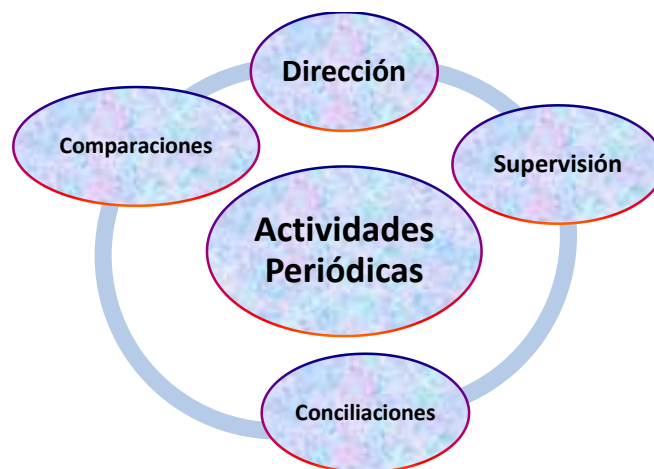 Dirección
Comparaciones
Supervisión
Actividades
Periódicas
Conciliaciones